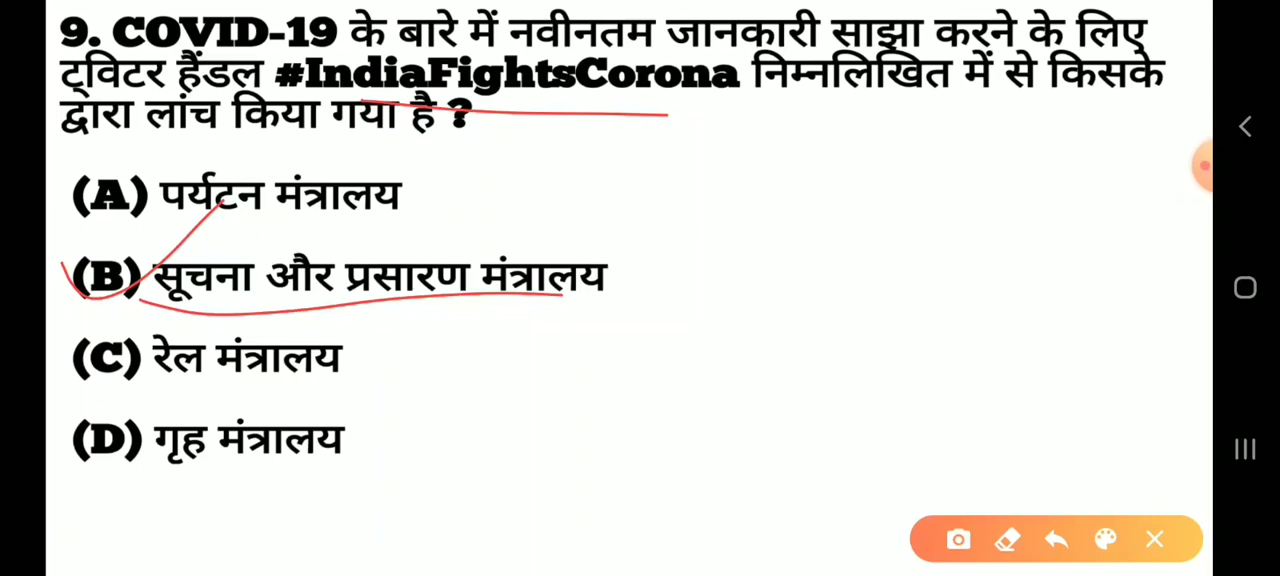 9. COVID-19 के बारे में नवीनतम जानकारी साझा करने के लिए
ट्विटर हैंडल #IndiaFightsCorona निम्नलिखित में से किसके
द्वारा लांच किया गया है ?
(A) पर्यटन मंत्रालय
(B) सूचना और प्रसारण मंत्रालय
(C) रेल मंत्रालय
(D) गृह मंत्रालय